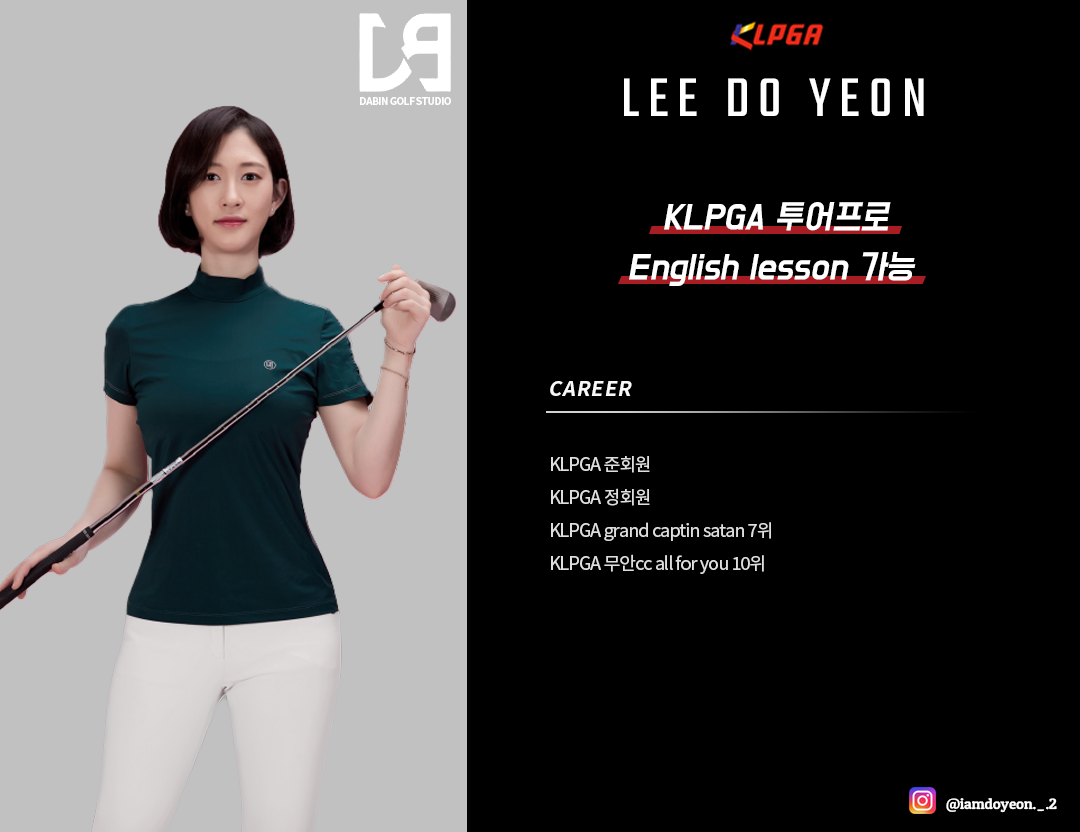 DABIN GOLF STUDIO
KLPGA
LEE DO YEON
KLPGA 투어프로
English lesson 가능
CAREER
KLPGA 준회원
KLPGA 정회원
KLPGA grand captin satan 7위
KLPGA 무안cc all for you 10위
@iamdoyeon._.2